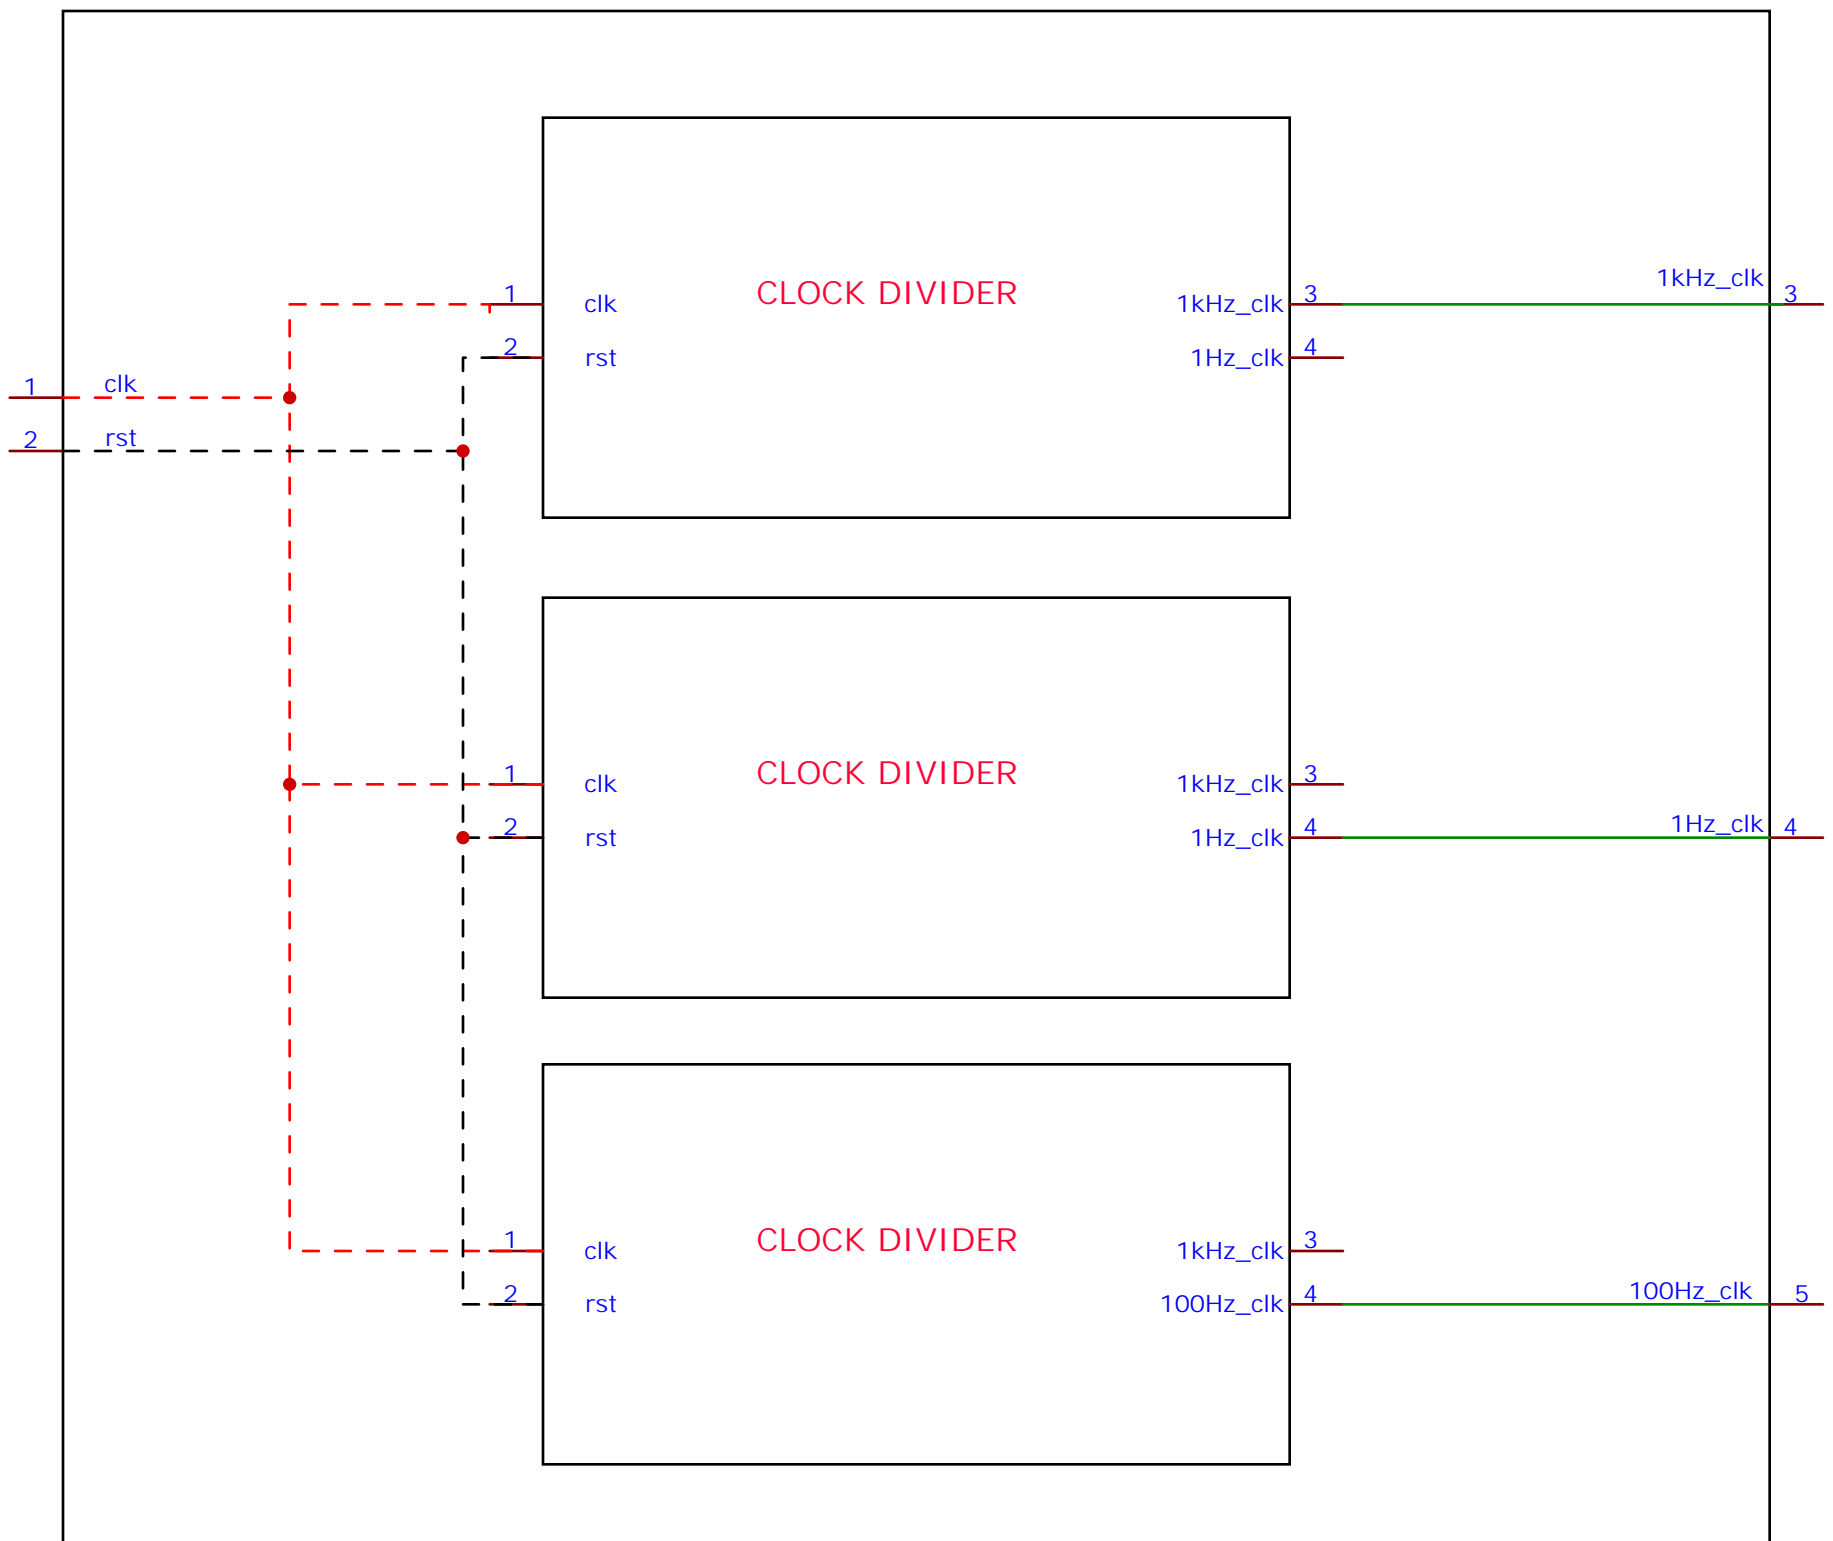 1 clk
2 rst
CLOCK DIVIDER
1 clk
2 rst
1kHz_clk 3
1Hz_clk 4
1kHz_clk 3
CLOCK DIVIDER
1 clk
2 rst
1kHz_clk 3
1Hz_clk 4
1Hz_clk 4
CLOCK DIVIDER
1 clk
2 rst
1kHz_clk 3
100Hz_clk 4
100Hz_clk 5